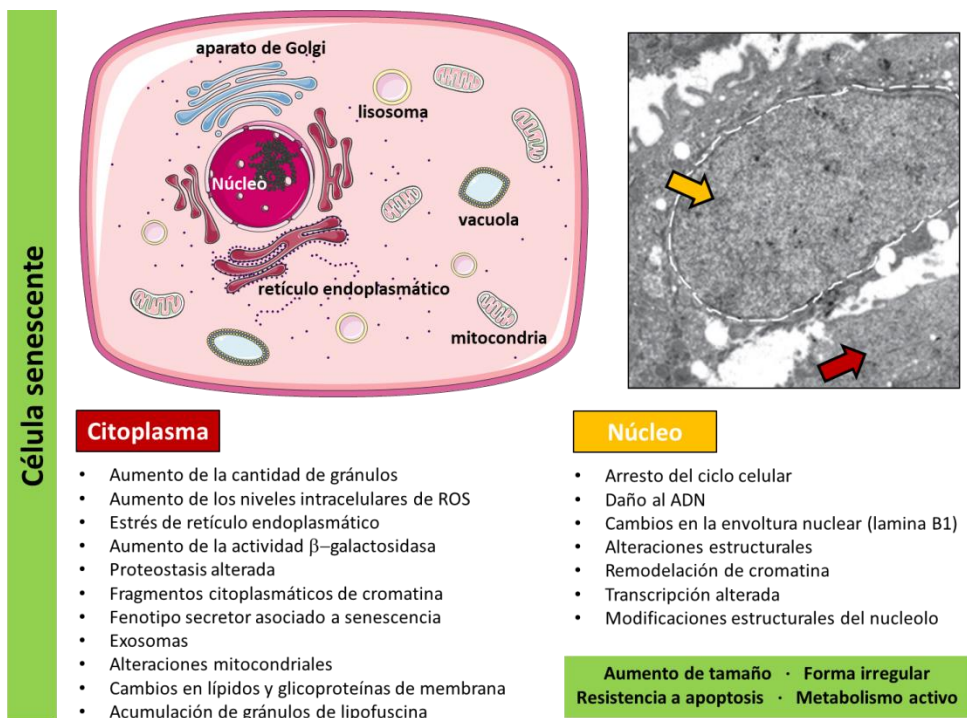 Célula senescente
aparato de Golgi
lisosoma
Núcleo
vacuola
retículo endoplasmático
mitocondria
Citoplasma
• Aumento de la cantidad de gránulos
• Aumento de los niveles intracelulares de ROS
• Estrés de retículo endoplasmático
• Aumento de la actividad β–galactosidasa
• Proteostasis alterada
• Fragmentos citoplasmáticos de cromatina
• Fenotipo secretor asociado a senescencia
• Exosomas
• Alteraciones mitocondriales
• Cambios en lípidos y glicoproteínas de membrana
• Acumulación de gránulos de lipofuscina
Núcleo
• Arresto del ciclo celular
• Daño al ADN
• Cambios en la envoltura nuclear (lamina B1)
• Alteraciones estructurales
• Remodelación de cromatina
• Transcripción alterada
• Modificaciones estructurales del nucleolo
Aumento de tamaño · Forma irregular
Resistencia a apoptosis · Metabolismo activo